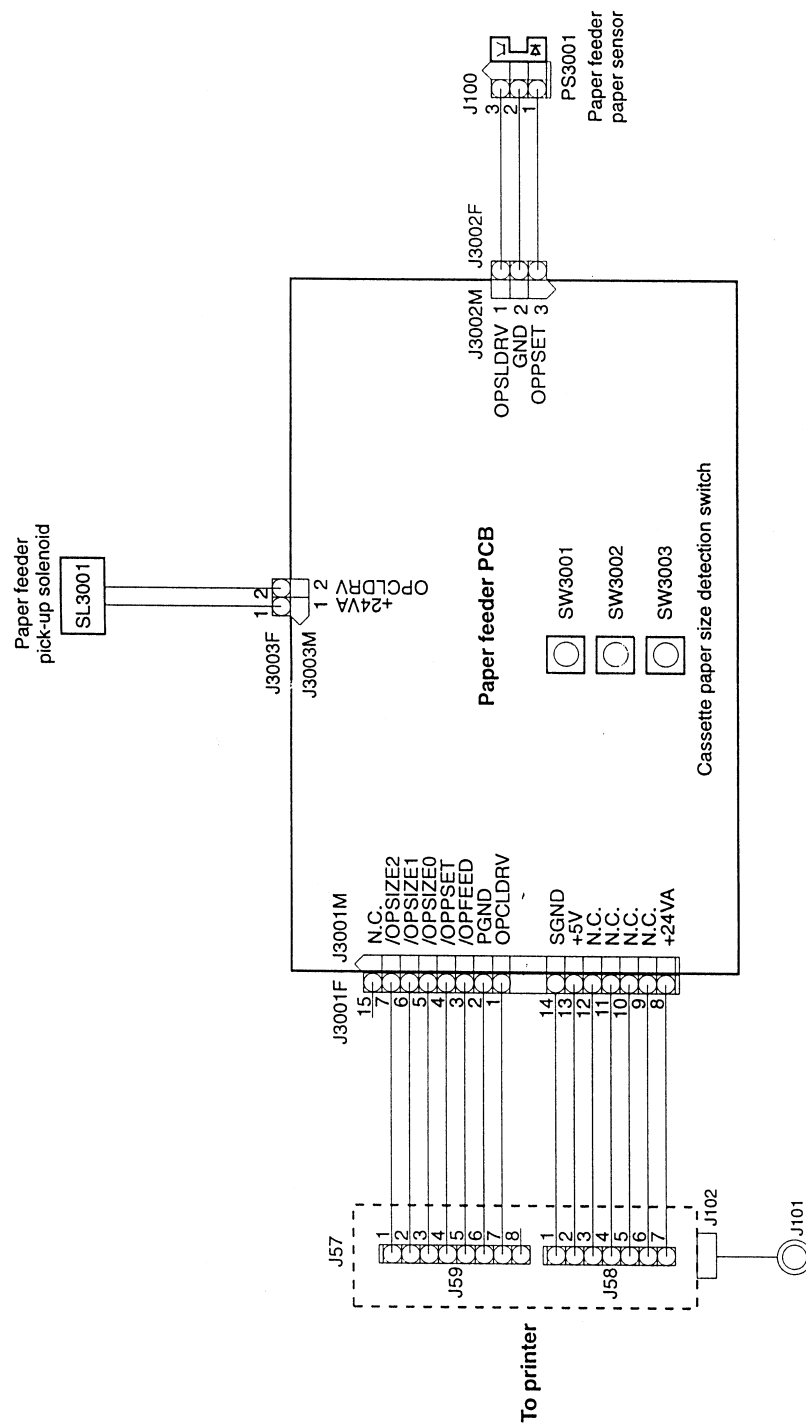 Paper feeder
pick-up solenoid
SL3001
1 2
J3003F
J3003M
1 2
+24VA
OPCLDRV
J3001F
J3001M
15
N.C.
7
/OPSIZE2
6
/OPSIZE1
5
/OPSIZE0
4
/OPPSET
3
/OPFEED
2
PGND
1
OPCLDRV
14
SGND
13
+5V
12
N.C.
11
N.C.
10
N.C.
9
N.C.
8
+24VA
J57
1
2
3
4
5
6
7
8
J59
1
2
3
4
5
6
7
J58
To printer
J102
J101
Paper feeder PCB
SW3001
SW3002
SW3003
Cassette paper size detection switch
J3002M
J3002F
OPSLDRV 1
GND 2
OPPSET 3
J100
3
2
1
PS3001
Paper feeder
paper sensor